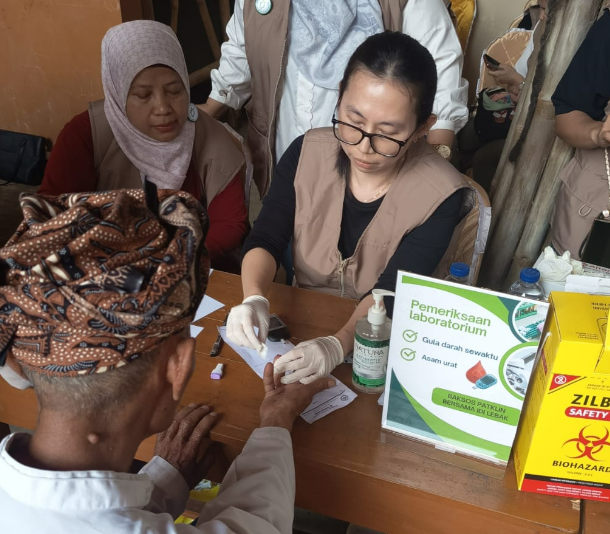 Pemeriksaan
laboratorium
Gula darah sewaktu
Asam urat
BAKSOS PATKLIN
BERSAMA IDI LEBAK
ZILB
SAFETY
BIOHAZARD